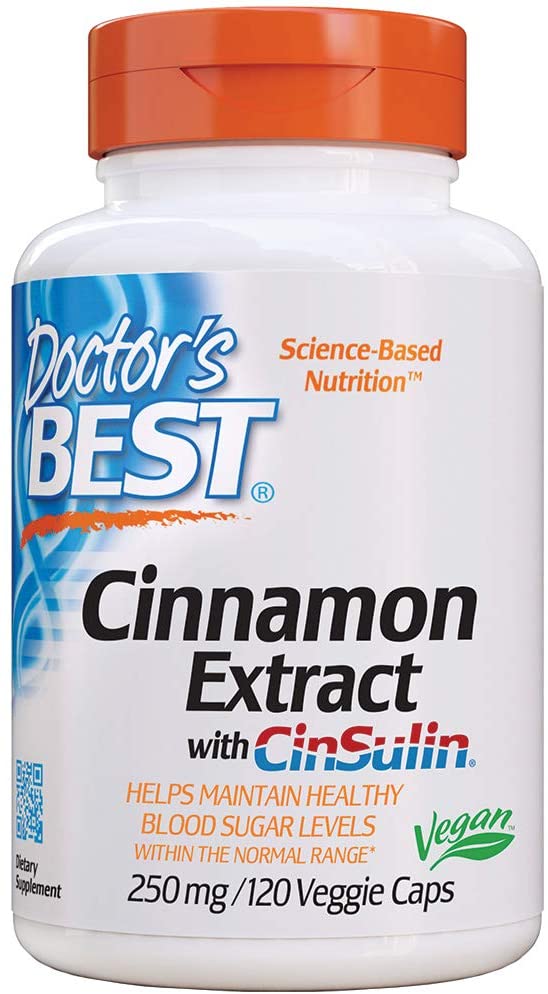 Doctor's
BEST®
Science-Based
Nutrition™
Cinnamon
Extract
with CinSulin®
HELPS MAINTAIN HEALTHY
BLOOD SUGAR LEVELS
WITHIN THE NORMAL RANGE*
Vegan™
Dietary
Supplement
250 mg/120 Veggie Caps